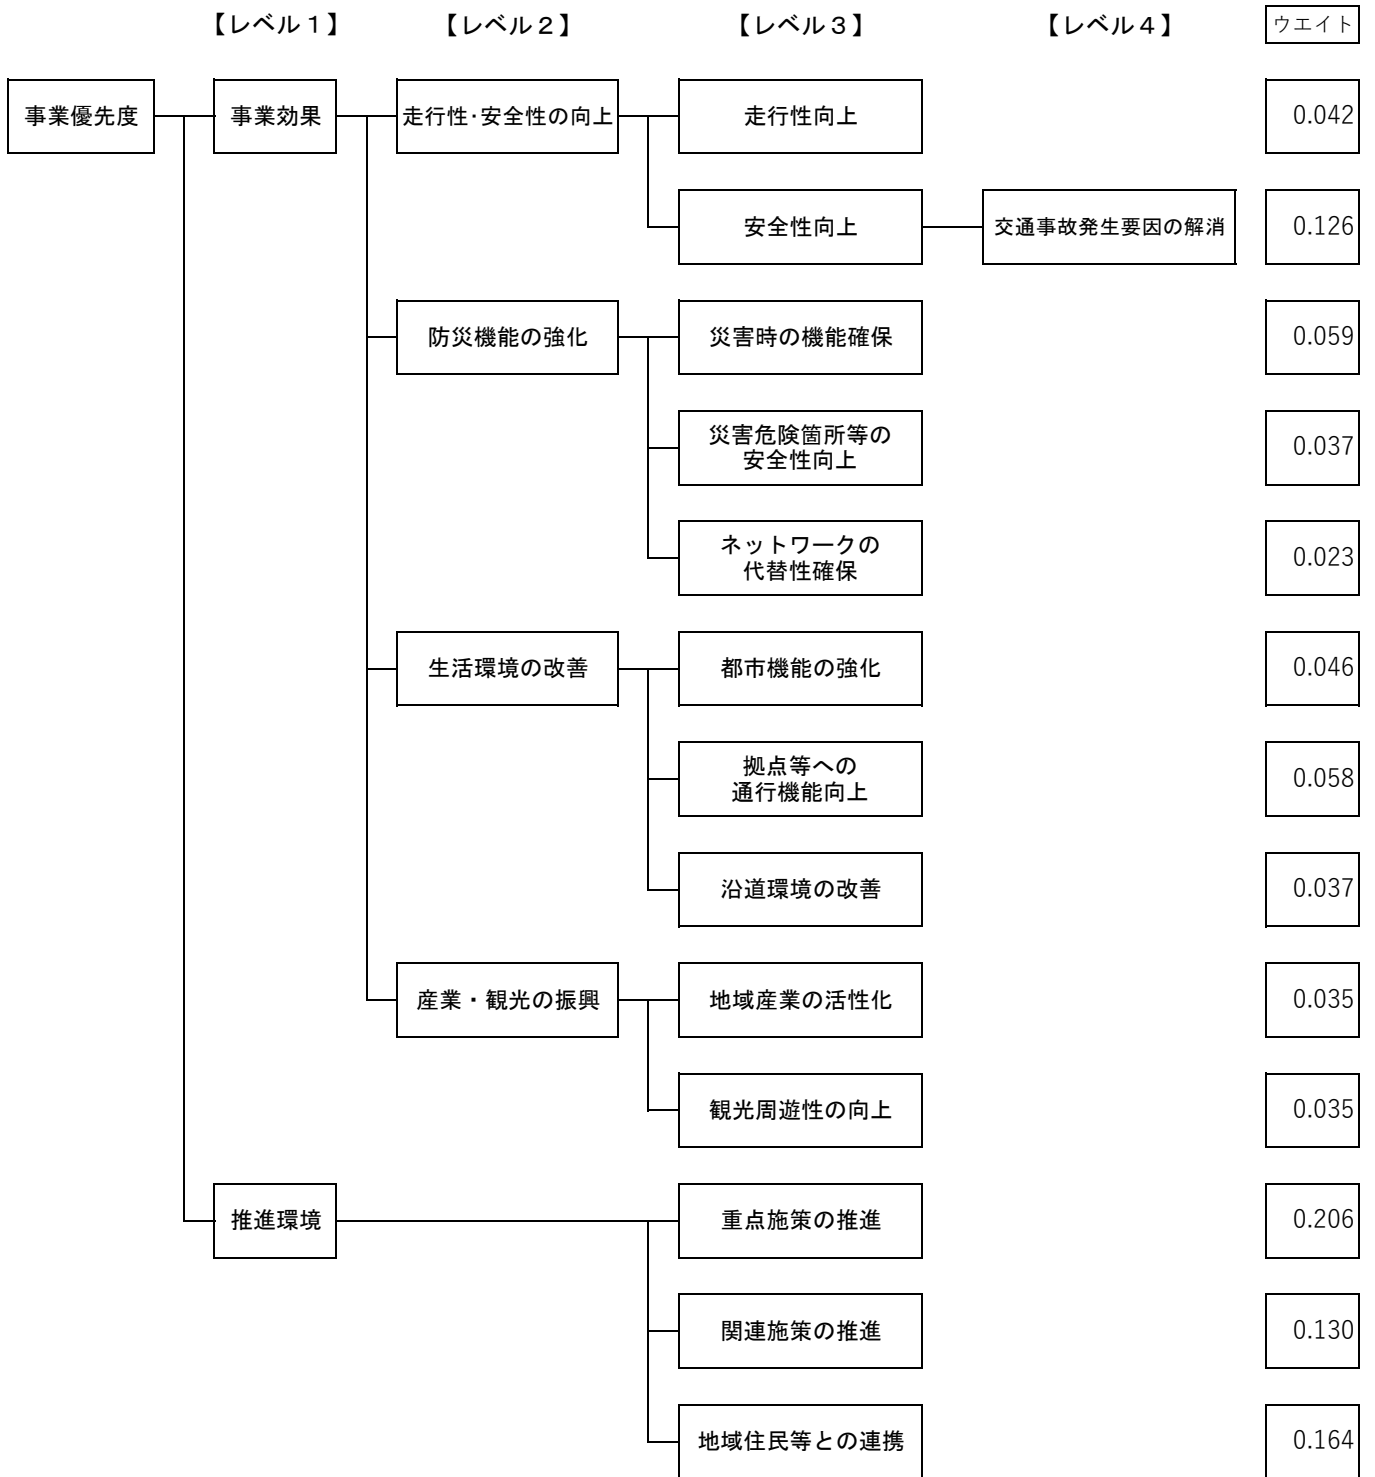 【レベル１】 【レベル２】 【レベル３】 【レベル４】 ウエイト
事業優先度 事業効果 走行性･安全性の向上 走行性向上 0.042
安全性向上 交通事故発生要因の解消 0.126
防災機能の強化 災害時の機能確保 0.059
災害危険箇所等の
安全性向上 0.037
ネットワークの
代替性確保 0.023
生活環境の改善 都市機能の強化 0.046
拠点等への
通行機能向上 0.058
沿道環境の改善 0.037
産業・観光の振興 地域産業の活性化 0.035
観光周遊性の向上 0.035
推進環境 重点施策の推進 0.206
関連施策の推進 0.130
地域住民等との連携 0.164